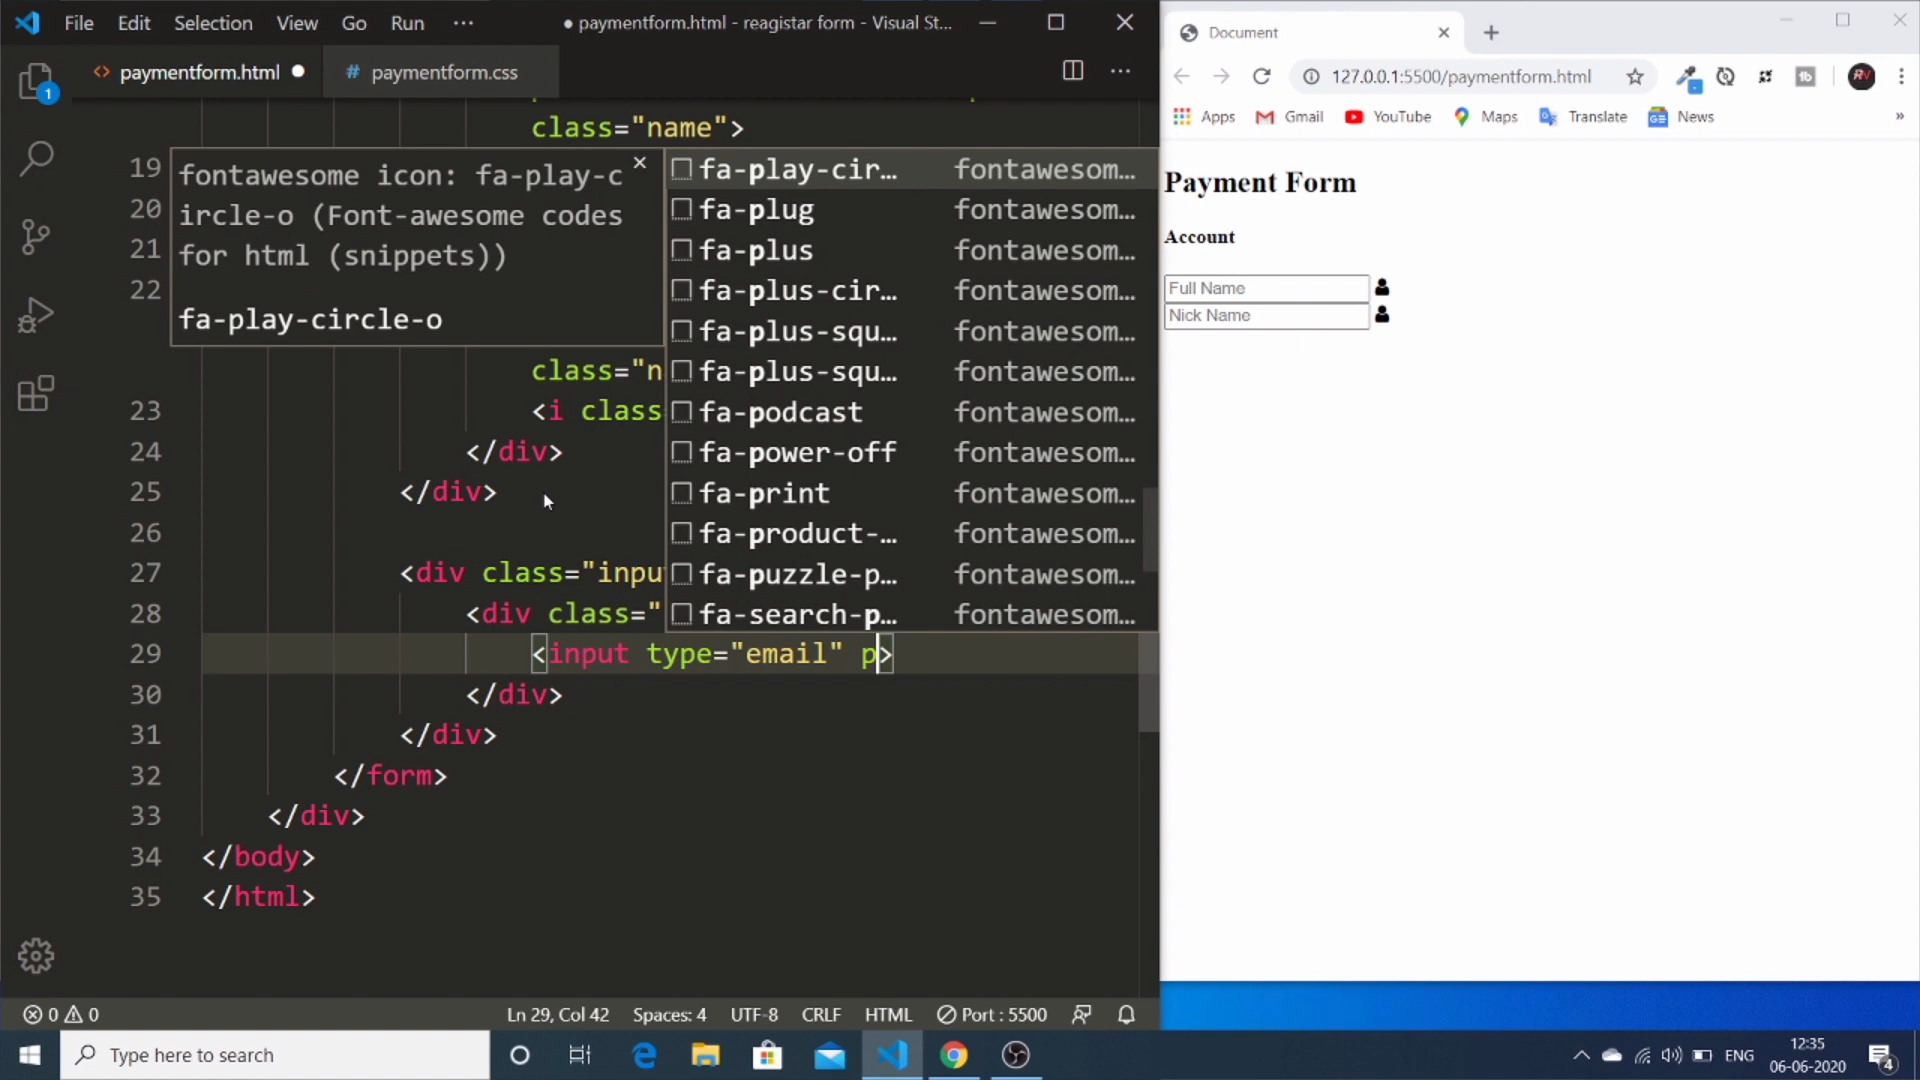 File Edit Selection View Go Run ···
● paymentform.html - reagistar form - Visual St...
<> paymentform.html ●
# paymentform.css
1
class="name">
19
20
21
22
fontawesome icon: fa-play-c
ircle-o (Font-awesome codes
for html (snippets))
fa-play-circle-o
fa-play-cir... fontawesom...
fa-plug fontawesom...
fa-plus fontawesom...
fa-plus-cir... fontawesom...
fa-plus-squ... fontawesom...
fa-plus-squ... fontawesom...
fa-podcast fontawesom...
fa-power-off fontawesom...
fa-print fontawesom...
fa-product-... fontawesom...
fa-puzzle-p... fontawesom...
fa-search-p... fontawesom...
class="n
23 <i class
24 </div>
25 </div>
26
27 <div class="inpu
28 <div class="
29 <input type="email" p>
30 </div>
31 </div>
32 </form>
33 </div>
34 </body>
35 </html>
0 0
Ln 29, Col 42 Spaces: 4 UTF-8 CRLF HTML Port : 5500
Document
127.0.0.1:5500/paymentform.html
Apps Gmail YouTube Maps Translate News »
Payment Form
Account
Full Name
Nick Name
Type here to search
ENG
12:35
06-06-2020
4